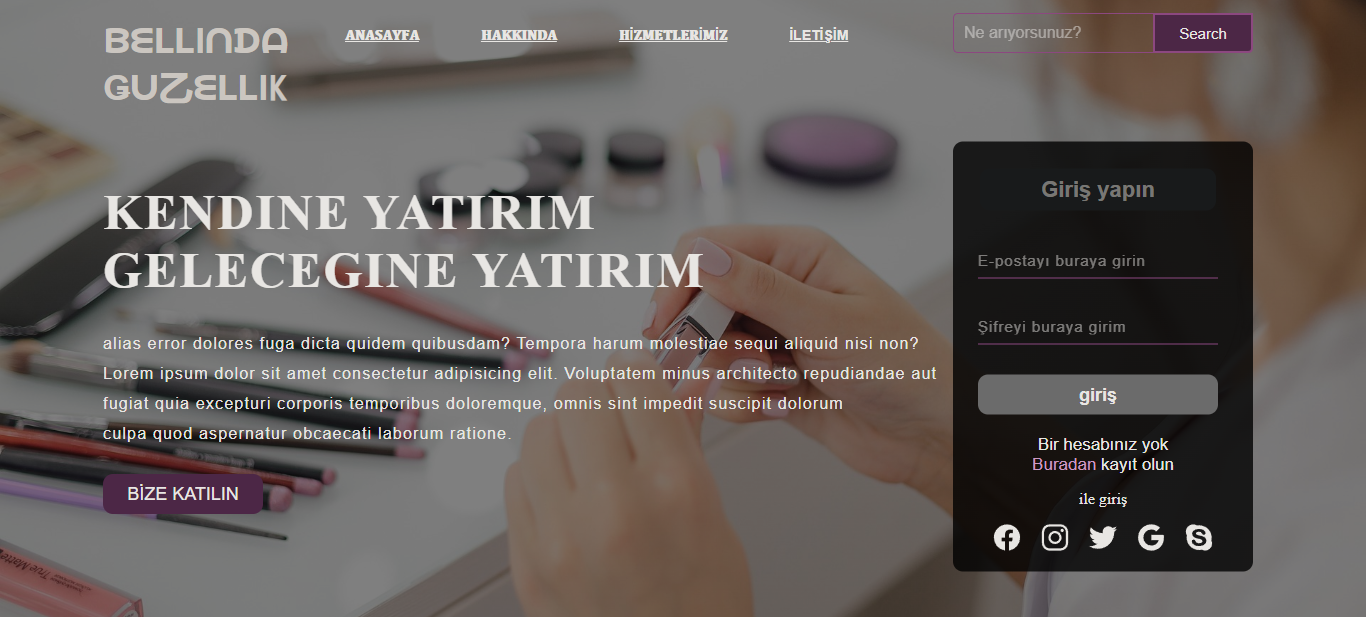 BELLINDA
GUZELLIK
ANASAYFA
HAKKINDA
HİZMETLERİMİZ
İLETİŞİM
Ne arıyorsunuz?
Search
KENDINE YATIRIM
GELECEGINE YATIRIM
alias error dolores fuga dicta quidem quibusdam? Tempora harum molestiae sequi aliquid nisi non?
Lorem ipsum dolor sit amet consectetur adipisicing elit. Voluptatem minus architecto repudiandae aut
fugiat quia excepturi corporis temporibus doloremque, omnis sint impedit suscipit dolorum
culpa quod aspernatur obcaecati laborum ratione.
BİZE KATILIN
Giriş yapın
E-postayı buraya girin
Şifreyi buraya girim
giriş
Bir hesabınız yok
Buradan kayıt olun
ile giriş